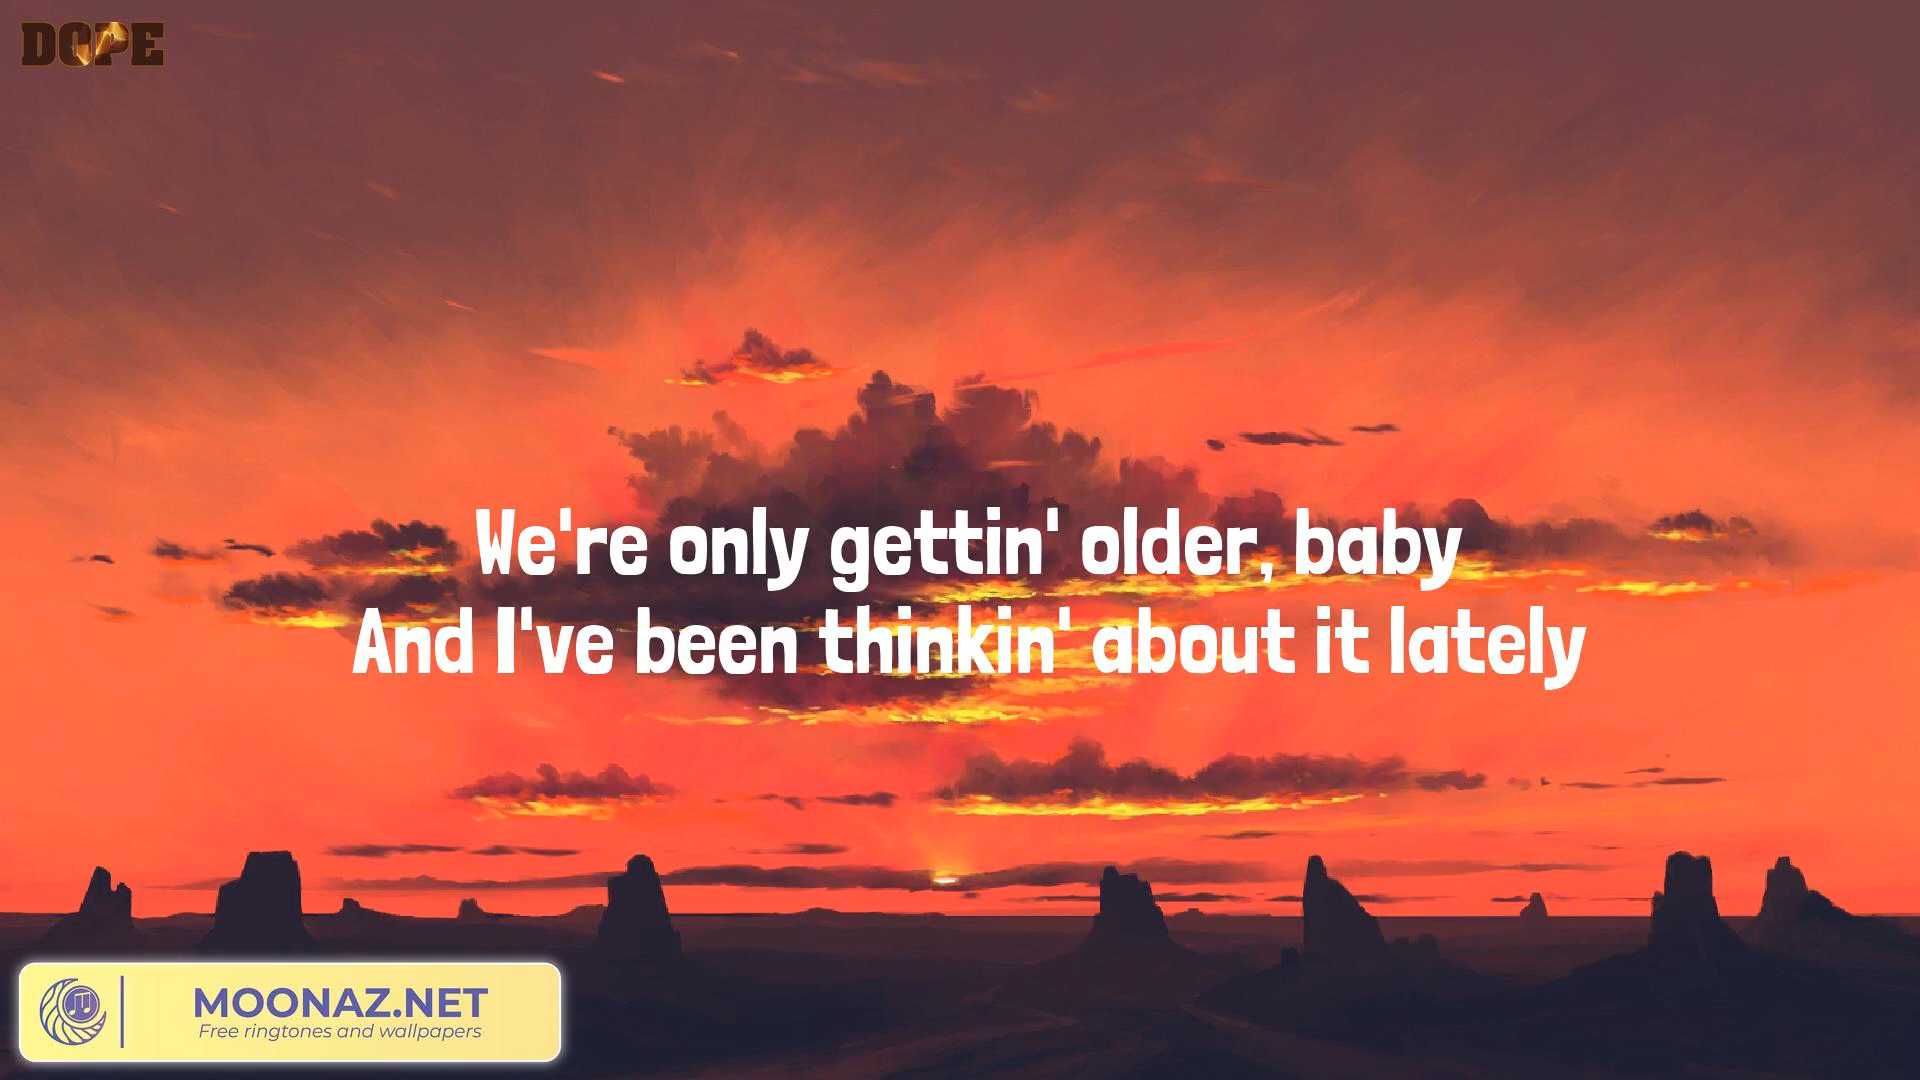 DOPE
We're only gettin' older, baby
And I've been thinkin' about it lately
MOONAZ.NET
Free ringtones and wallpapers